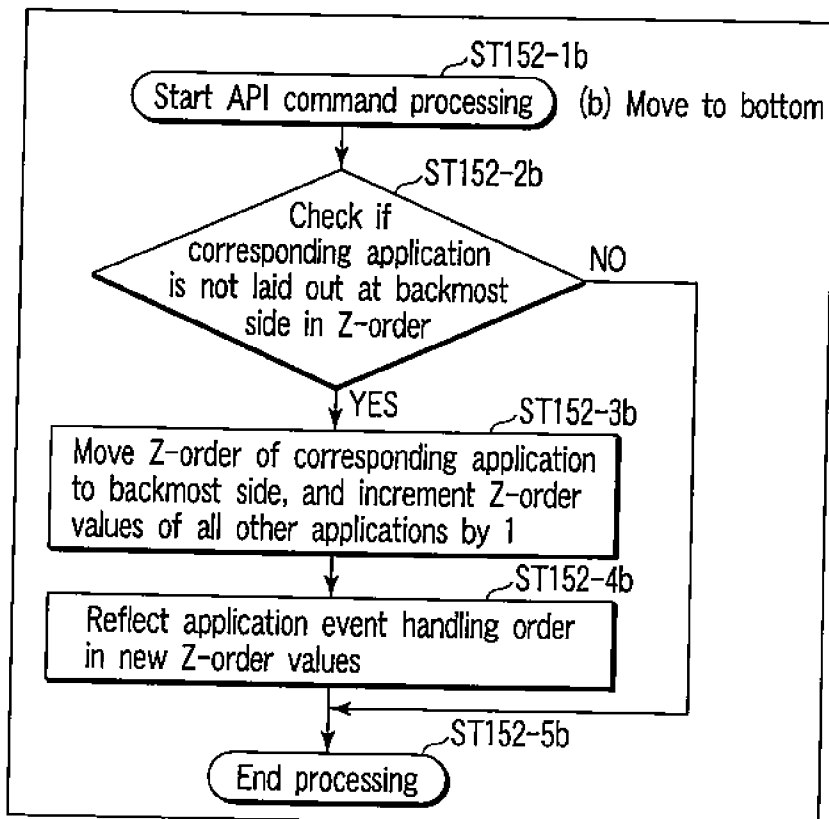 ST152-1b
Start API command processing (b) Move to bottom
ST152-2b
Check if
corresponding application
is not laid out at backmost
side in Z-order
NO
YES
ST152-3b
Move Z-order of corresponding application
to backmost side, and increment Z-order
values of all other applications by 1
ST152-4b
Reflect application event handling order
in new Z-order values
ST152-5b
End processing